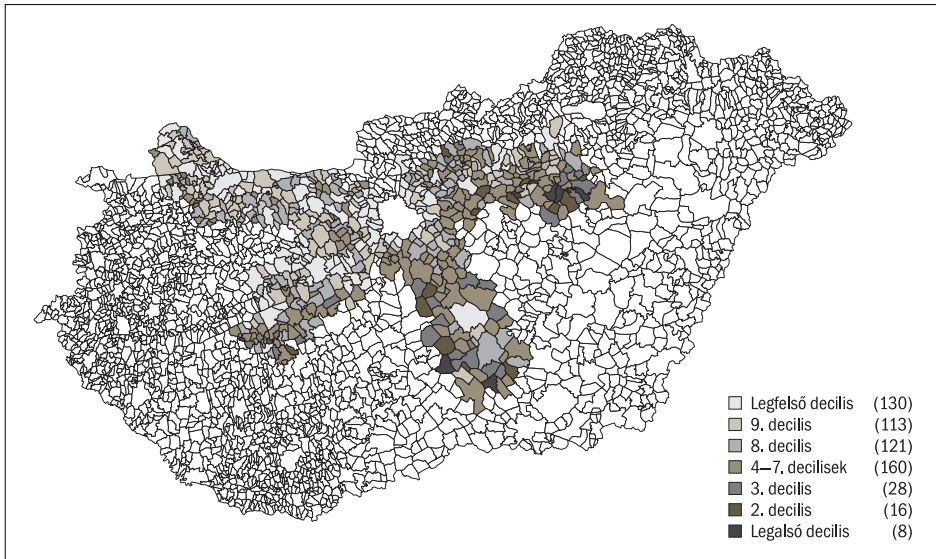 Legfelső decilis (130)
9. decilis (113)
8. decilis (121)
4–7. decilisek (160)
3. decilis (28)
2. decilis (16)
Legalsó decilis (8)